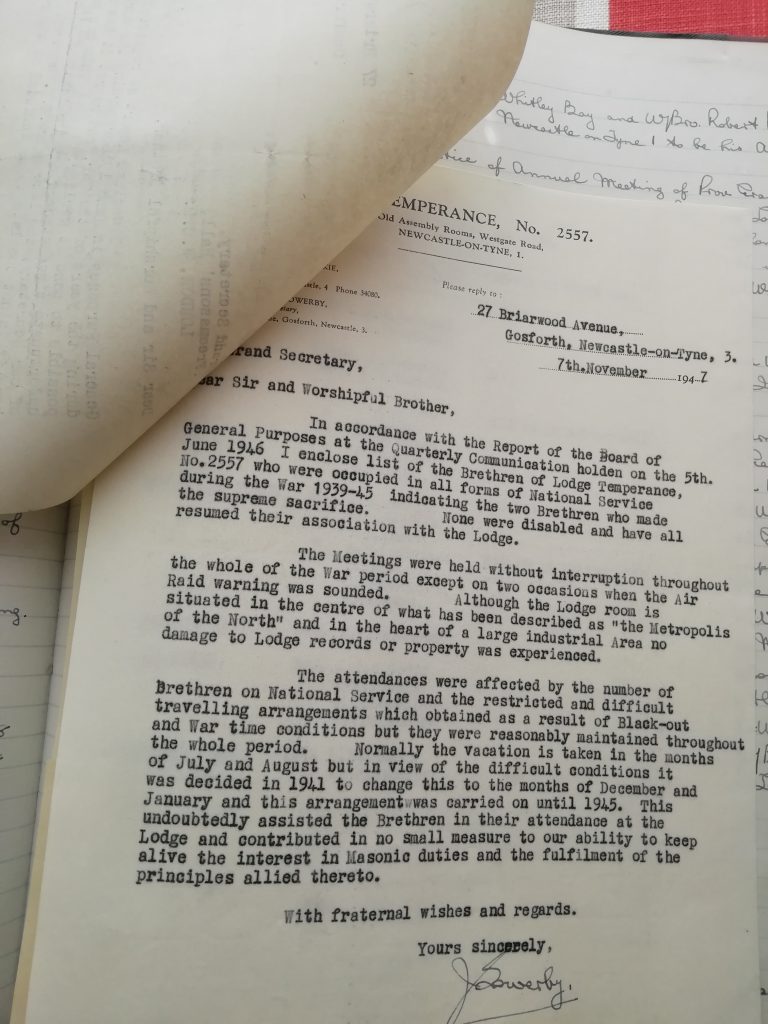 Whitley Bay and W/Bro. Robert
Newcastle on Tyne 1 to be his
of Annual Meeting of Prov.
EMPERANCE, No. 2557.
Old Assembly Rooms, Westgate Road,
NEWCASTLE-ON-TYNE, 1.
Phone 34080.
OWERBY,
Gosforth, Newcastle, 3.
Please reply to :
27 Briarwood Avenue,
Gosforth, Newcastle-on-Tyne, 3.
7th.November 1947
rand Secretary,
ar Sir and Worshipful Brother,
In accordance with the Report of the Board of
General Purposes at the Quarterly Communication holden on the 5th.
June 1946 I enclose list of the Brethren of Lodge Temperance,
No.2557 who were occupied in all forms of National Service
during the War 1939-45 indicating the two Brethren who made
the supreme sacrifice. None were disabled and have all
resumed their association with the Lodge.
The Meetings were held without interruption throughout
the whole of the War period except on two occasions when the Air
Raid warning was sounded. Although the Lodge room is
situated in the centre of what has been described as "the Metropolis
of the North" and in the heart of a large industrial Area no
damage to Lodge records or property was experienced.
The attendances were affected by the number of
Brethren on National Service and the restricted and difficult
travelling arrangements which obtained as a result of Black-out
and War time conditions but they were reasonably maintained throughout
the whole period. Normally the vacation is taken in the months
of July and August but in view of the difficult conditions it
was decided in 1941 to change this to the months of December and
January and this arrangement was carried on until 1945. This
undoubtedly assisted the Brethren in their attendance at the
Lodge and contributed in no small measure to our ability to keep
alive the interest in Masonic duties and the fulfilment of the
principles allied thereto.
With fraternal wishes and regards.
Yours sincerely,
J Sowerby.
of